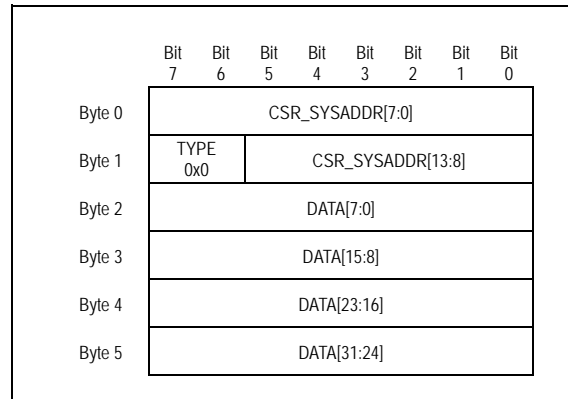 Bit Bit Bit Bit Bit Bit Bit Bit
7 6 5 4 3 2 1 0
Byte 0 CSR_SYSADDR[7:0]
Byte 1 TYPE 0x0 CSR_SYSADDR[13:8]
Byte 2 DATA[7:0]
Byte 3 DATA[15:8]
Byte 4 DATA[23:16]
Byte 5 DATA[31:24]